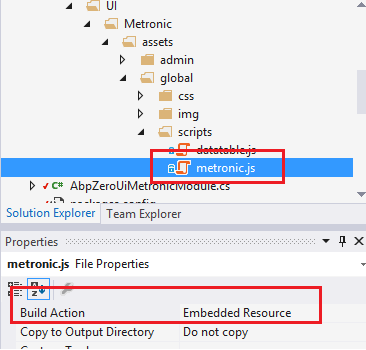 UI
Metronic
assets
admin
global
css
img
scripts
datatable.js
metronic.js
AbpZeroUiMetronicModule.cs
packages.config
Solution Explorer Team Explorer
Properties
metronic.js File Properties
Build Action Embedded Resource
Copy to Output Directory Do not copy